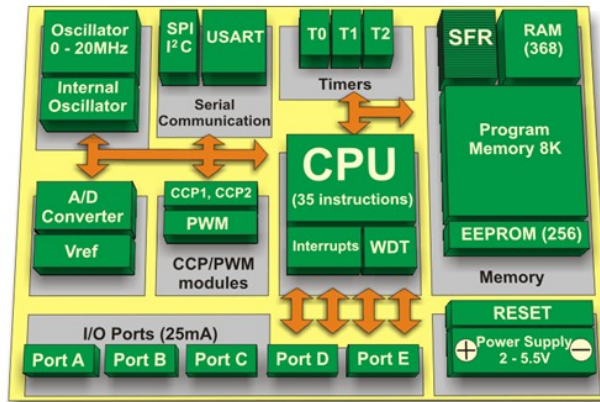 Oscillator
0 - 20MHz
Internal
Oscillator
SPI
I²C
USART
Serial
Communication
T0
T1
T2
Timers
SFR
RAM
(368)
Program
Memory 8K
EEPROM (256)
Memory
CPU
(35 instructions)
Interrupts
WDT
A/D
Converter
Vref
CCP1, CCP2
PWM
CCP/PWM
modules
I/O Ports (25mA)
Port A
Port B
Port C
Port D
Port E
RESET
+ Power Supply -
2 - 5.5V